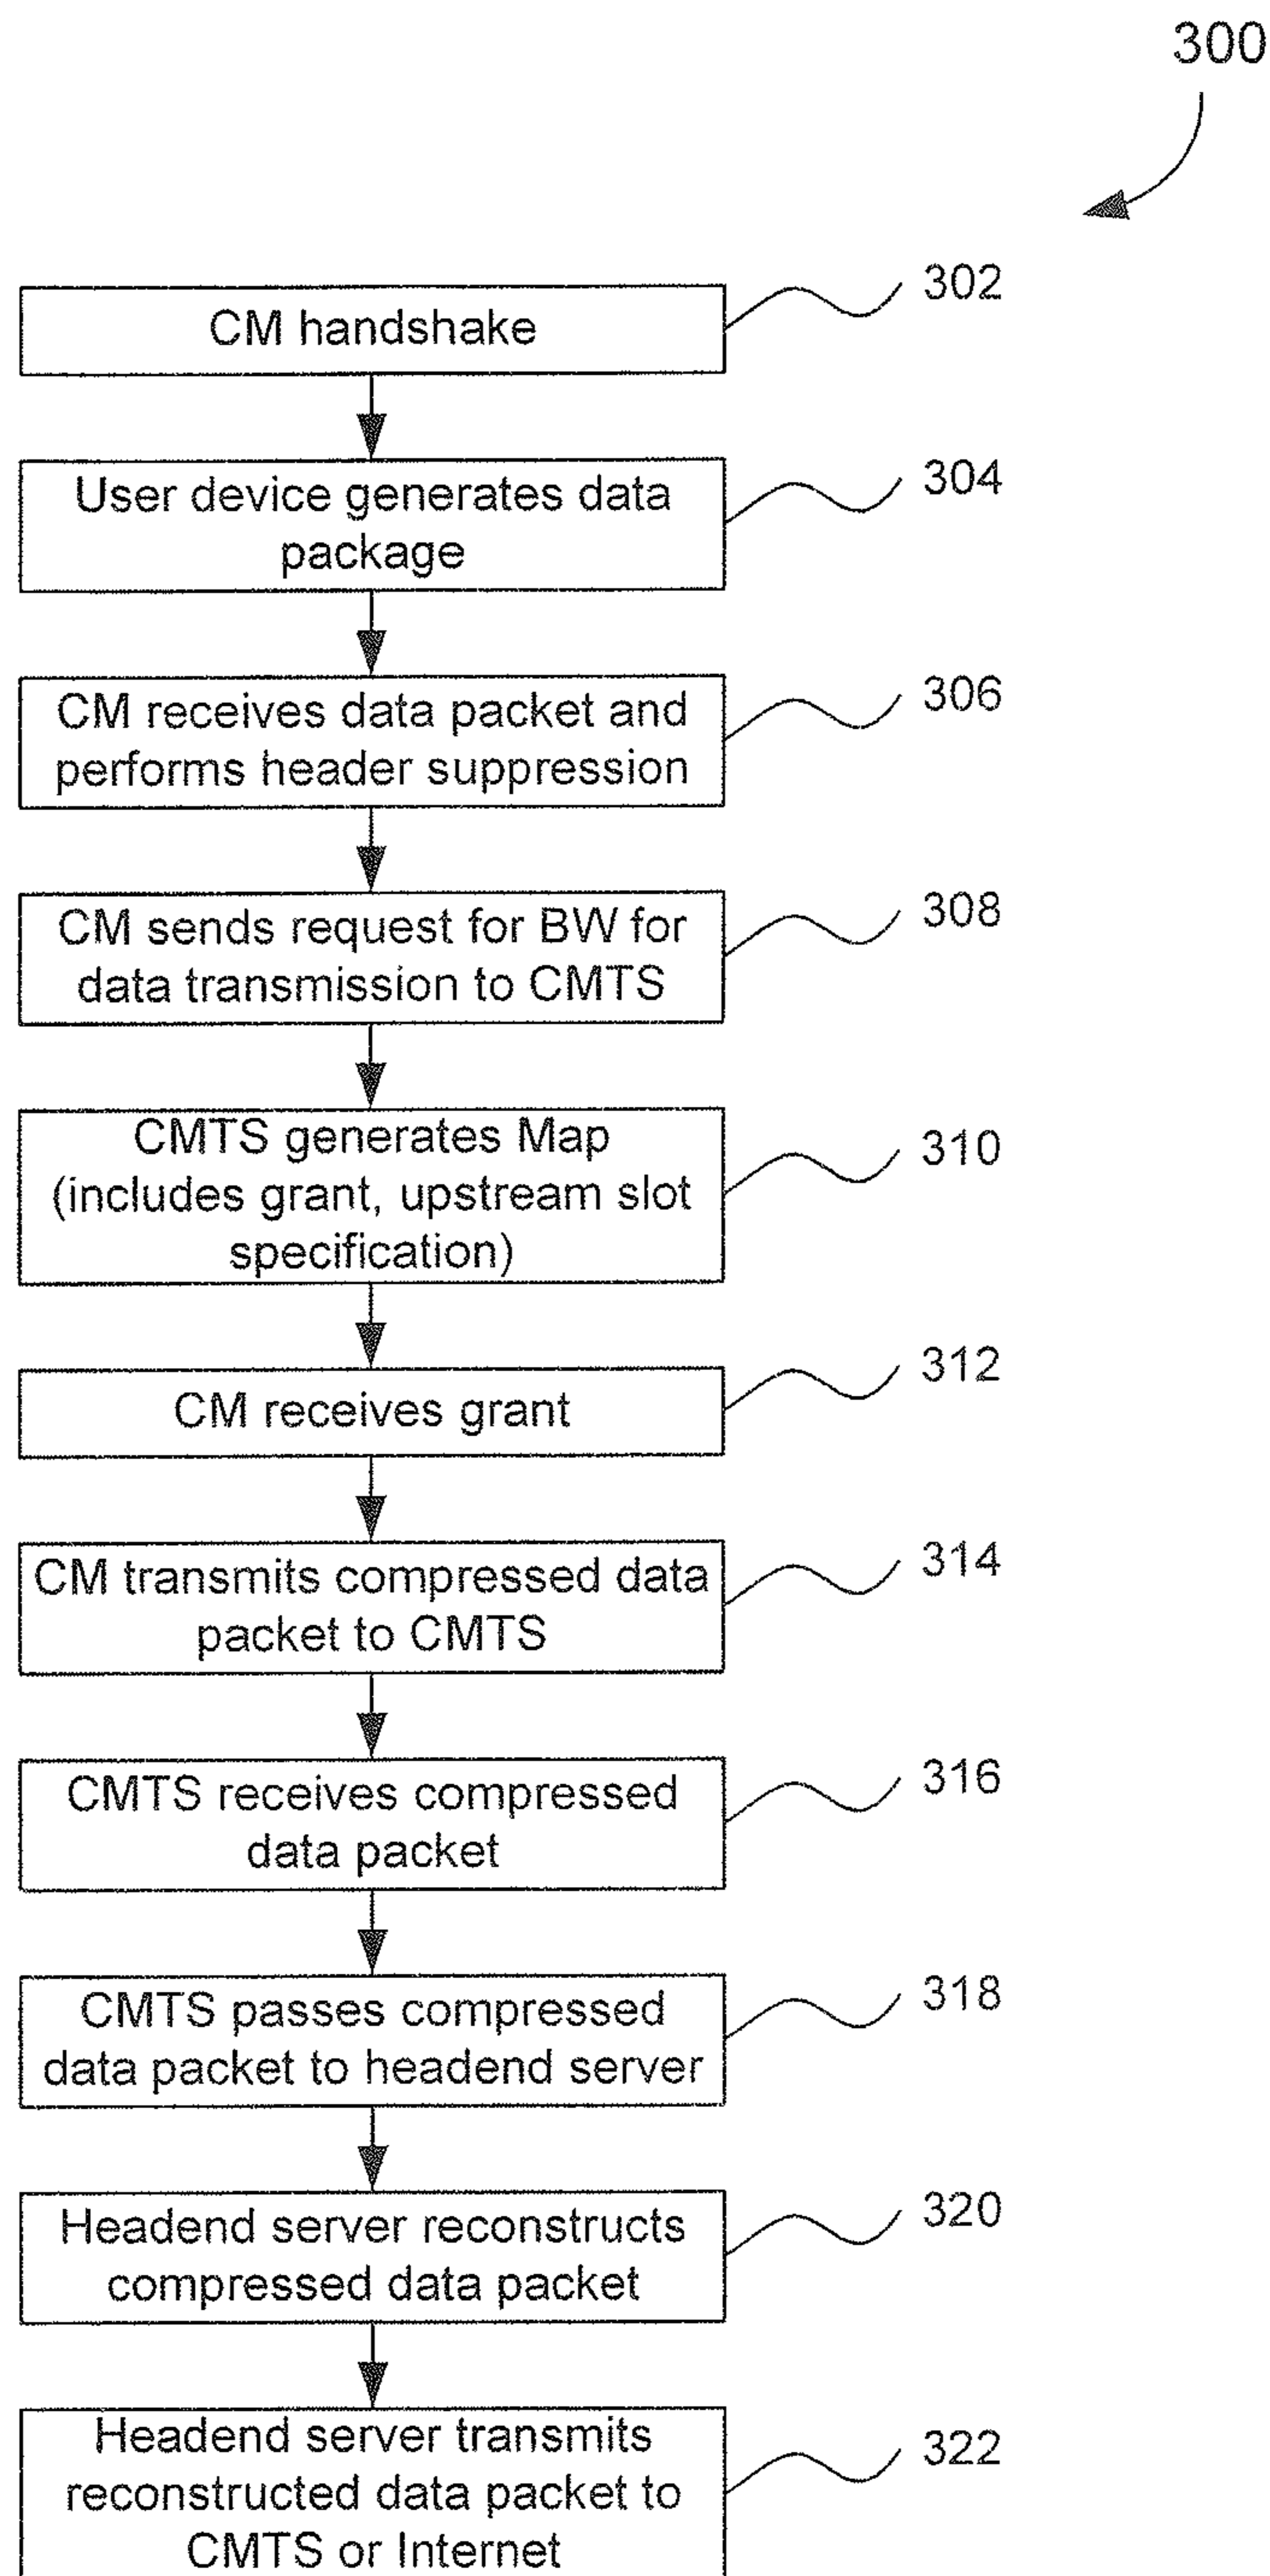 300
CM handshake
302
User device generates data
package
304
CM receives data packet and
performs header suppression
306
CM sends request for BW for
data transmission to CMTS
308
CMTS generates Map
(includes grant, upstream slot
specification)
310
CM receives grant
312
CM transmits compressed data
packet to CMTS
314
CMTS receives compressed
data packet
316
CMTS passes compressed
data packet to headend server
318
Headend server reconstructs
compressed data packet
320
Headend server transmits
reconstructed data packet to
CMTS or Internet
322